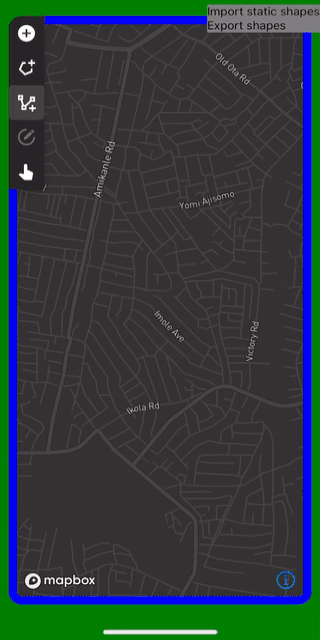 Import static shapes
Export shapes
Old Ota Rd
Amikanle Rd
Yomi Ajisomo
Imole Ave
Victory Rd
Ikola Rd
mapbox